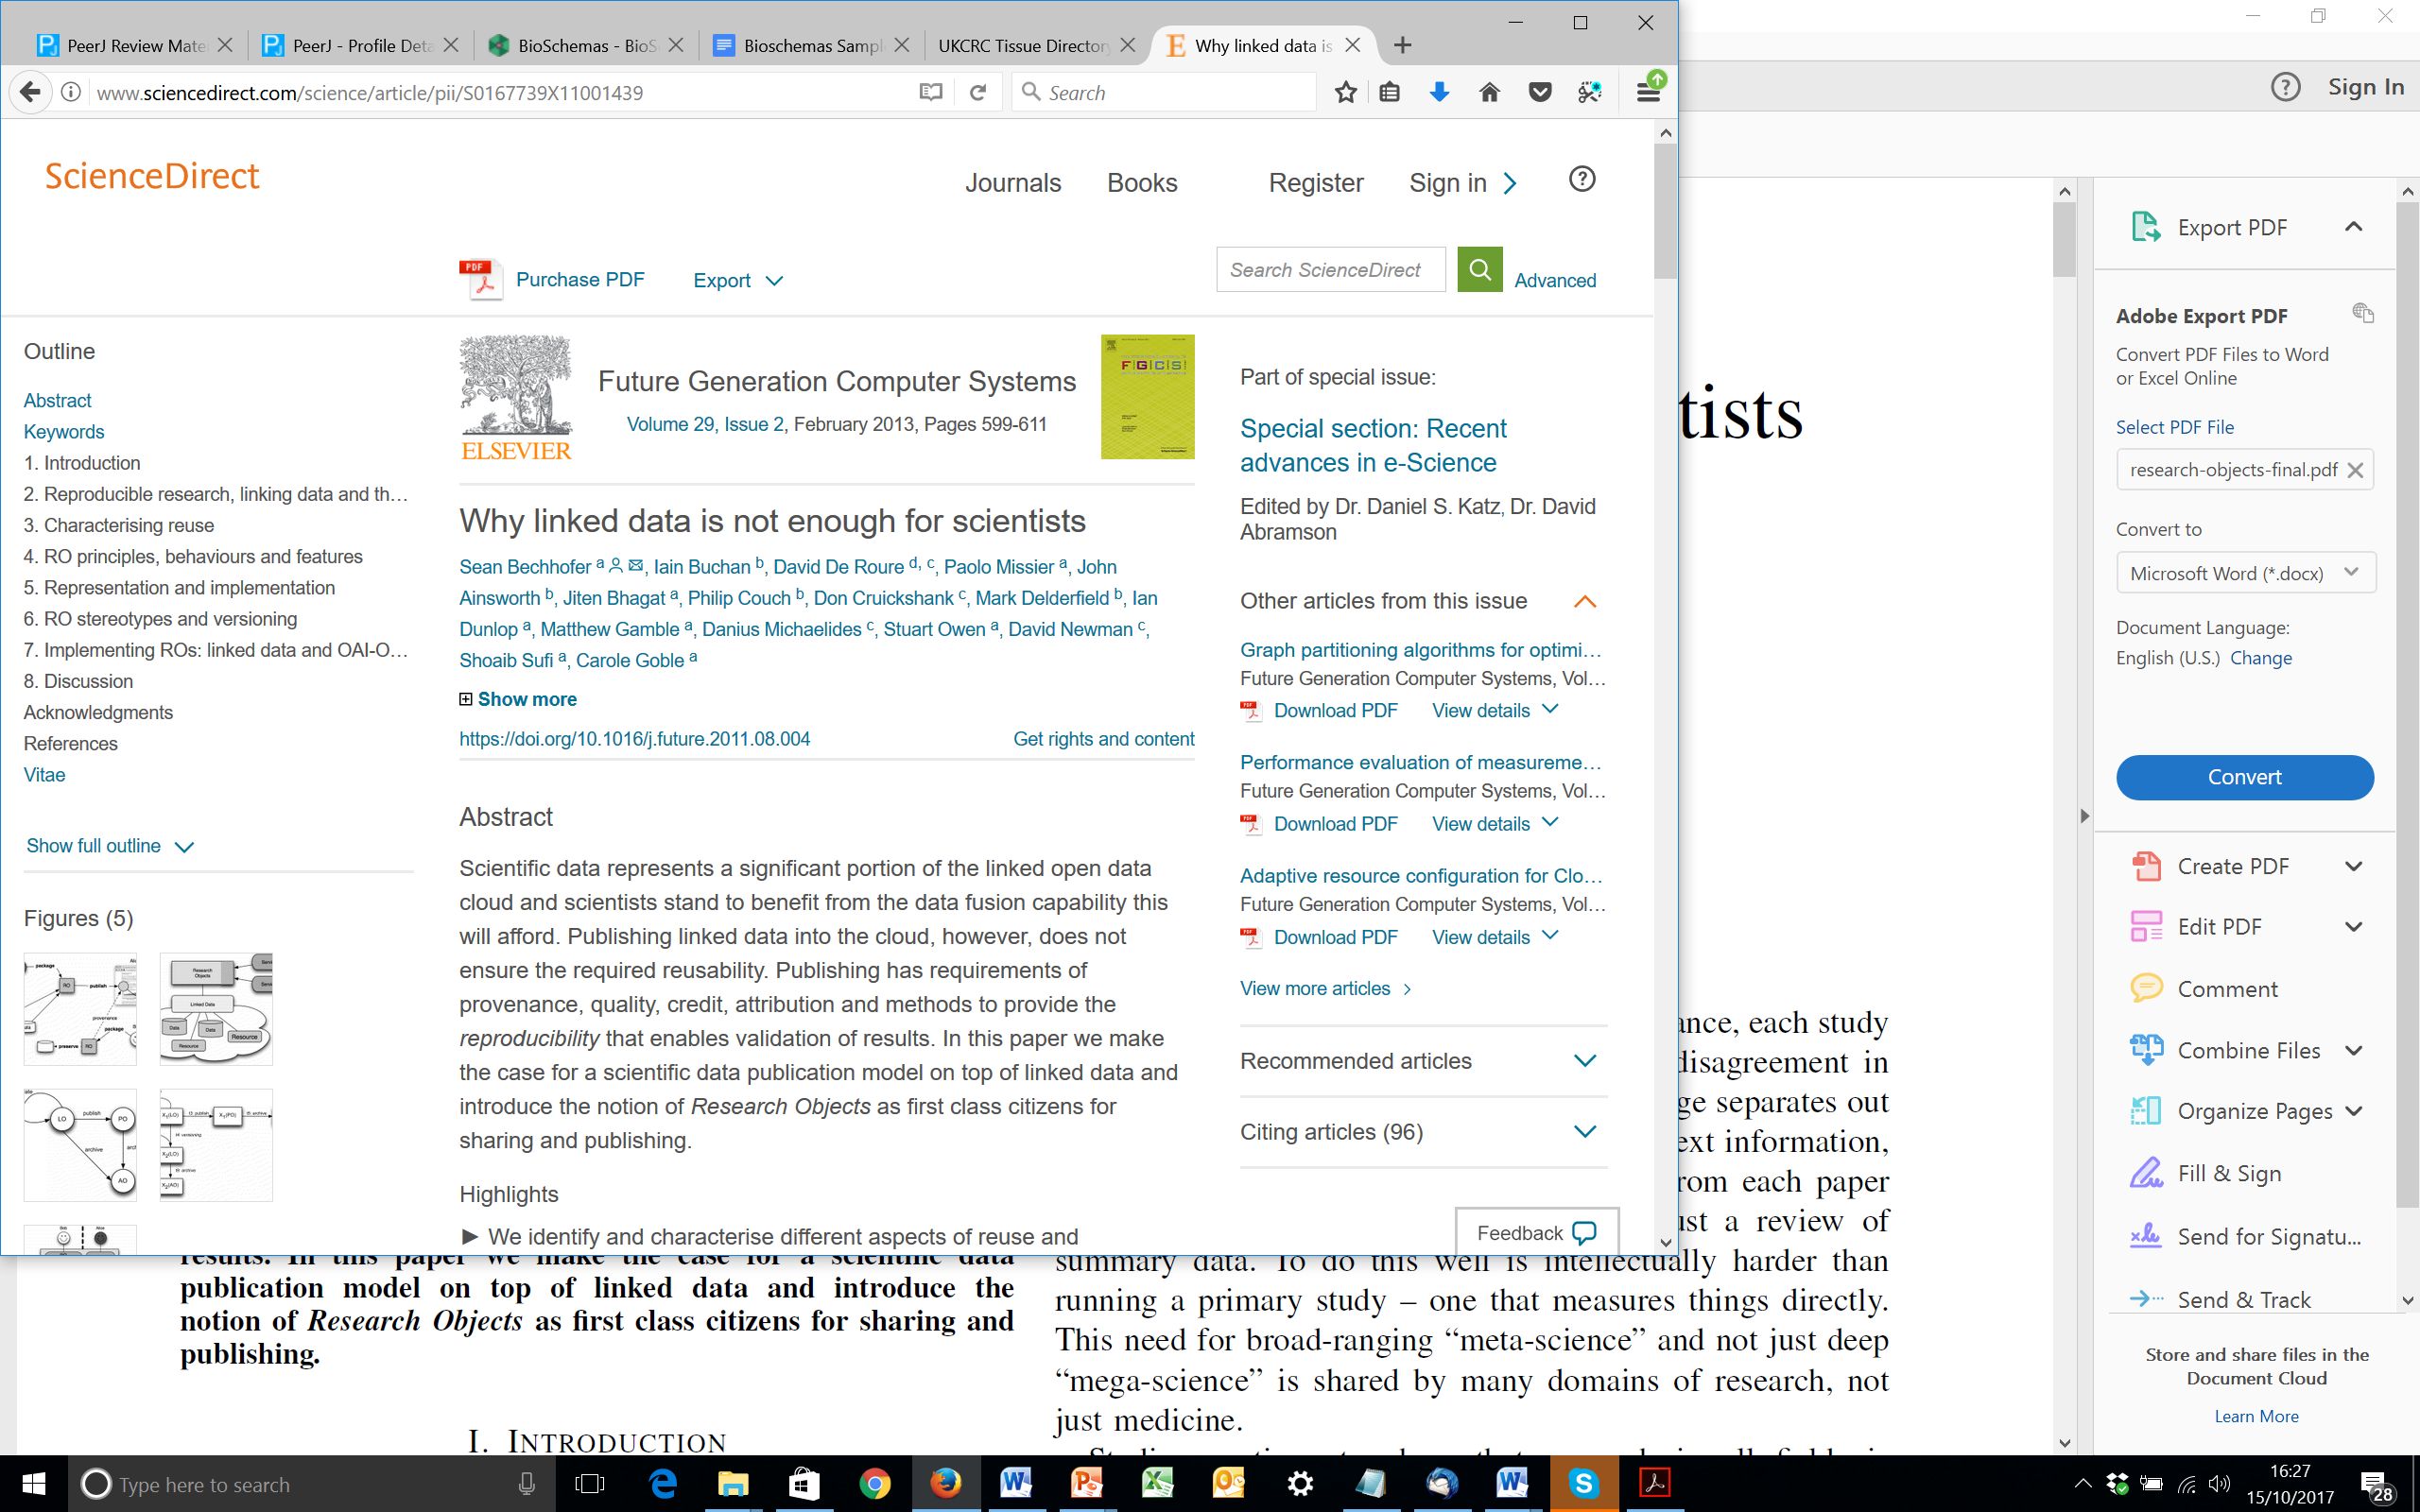 PeerJ Review Mate
PeerJ - Profile Deta
BioSchemas - BioS
Bioschemas Sampl
UKCRC Tissue Directory
Why linked data is
www.sciencedirect.com/science/article/pii/S0167739X11001439
Search
Sign In
ScienceDirect
Journals
Books
Register
Sign in
Purchase PDF
Export
Search ScienceDirect
Advanced
Outline
Abstract
Keywords
1. Introduction
2. Reproducible research, linking data and th…
3. Characterising reuse
4. RO principles, behaviours and features
5. Representation and implementation
6. RO stereotypes and versioning
7. Implementing ROs: linked data and OAI-O…
8. Discussion
Acknowledgments
References
Vitae
Show full outline
Figures (5)
ELSEVIER
Future Generation Computer Systems
Volume 29, Issue 2, February 2013, Pages 599-611
FGCS
Why linked data is not enough for scientists
Sean Bechhofer a, Iain Buchan b, David De Roure d, c, Paolo Missier a, John
Ainsworth b, Jiten Bhagat a, Philip Couch b, Don Cruickshank c, Mark Delderfield b, Ian
Dunlop a, Matthew Gamble a, Danius Michaelides c, Stuart Owen a, David Newman c,
Shoaib Sufi a, Carole Goble a
Show more
https://doi.org/10.1016/j.future.2011.08.004
Get rights and content
Abstract
Scientific data represents a significant portion of the linked open data
cloud and scientists stand to benefit from the data fusion capability this
will afford. Publishing linked data into the cloud, however, does not
ensure the required reusability. Publishing has requirements of
provenance, quality, credit, attribution and methods to provide the
reproducibility that enables validation of results. In this paper we make
the case for a scientific data publication model on top of linked data and
introduce the notion of Research Objects as first class citizens for
sharing and publishing.
Highlights
► We identify and characterise different aspects of reuse and
Part of special issue:
Special section: Recent
advances in e-Science
Edited by Dr. Daniel S. Katz, Dr. David
Abramson
Other articles from this issue
Graph partitioning algorithms for optimi…
Future Generation Computer Systems, Vol…
Download PDF
View details
Performance evaluation of measureme…
Future Generation Computer Systems, Vol…
Download PDF
View details
Adaptive resource configuration for Clo…
Future Generation Computer Systems, Vol…
Download PDF
View details
View more articles
Recommended articles
Citing articles (96)
Feedback
tists
ance, each study
disagreement in
ge separates out
ext information,
rom each paper
ust a review of
summary data. To do this well is intellectually harder than
running a primary study – one that measures things directly.
This need for broad-ranging “meta-science” and not just deep
“mega-science” is shared by many domains of research, not
just medicine.
results. In this paper we make the case for a scientific data
publication model on top of linked data and introduce the
notion of Research Objects as first class citizens for sharing and
publishing.
I. INTRODUCTION
Export PDF
Adobe Export PDF
Convert PDF Files to Word
or Excel Online
Select PDF File
research-objects-final.pdf
Convert to
Microsoft Word (*.docx)
Document Language:
English (U.S.) Change
Convert
Create PDF
Edit PDF
Comment
Combine Files
Organize Pages
Fill & Sign
Send for Signatu...
Send & Track
Store and share files in the
Document Cloud
Learn More
Type here to search
16:27
15/10/2017
28